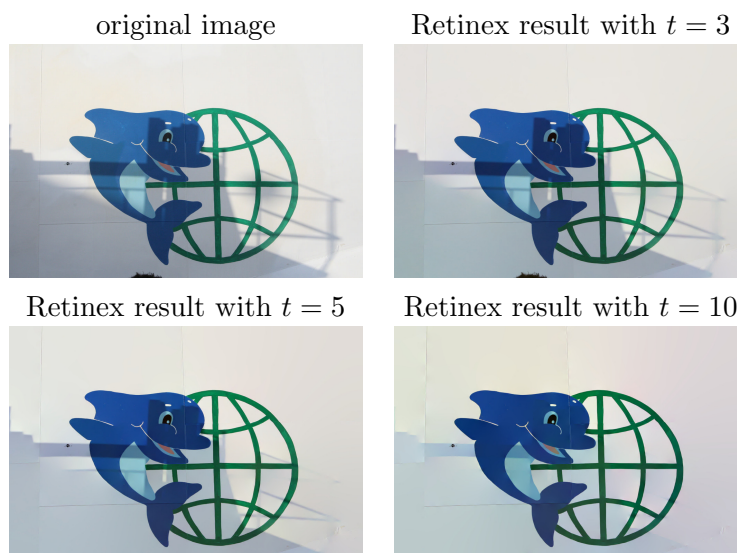 original image
Retinex result with t = 3
Retinex result with t = 5
Retinex result with t = 10